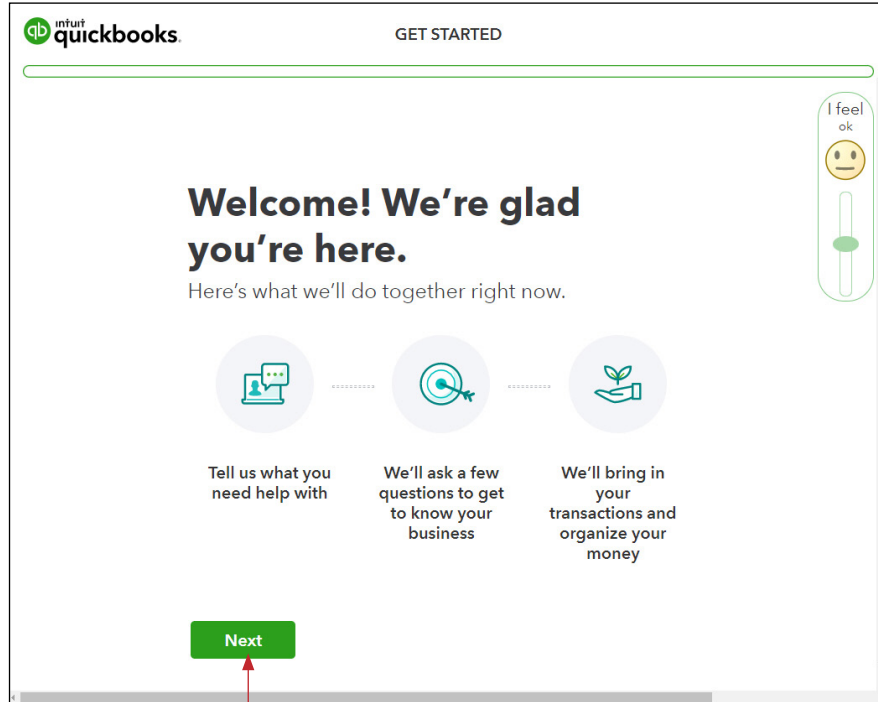 intuit
qb quickbooks.
GET STARTED
I feel
ok
Welcome! We’re glad
you’re here.
Here’s what we’ll do together right now.
Tell us what you
need help with
We’ll ask a few
questions to get
to know your
business
We’ll bring in
your
transactions and
organize your
money
Next